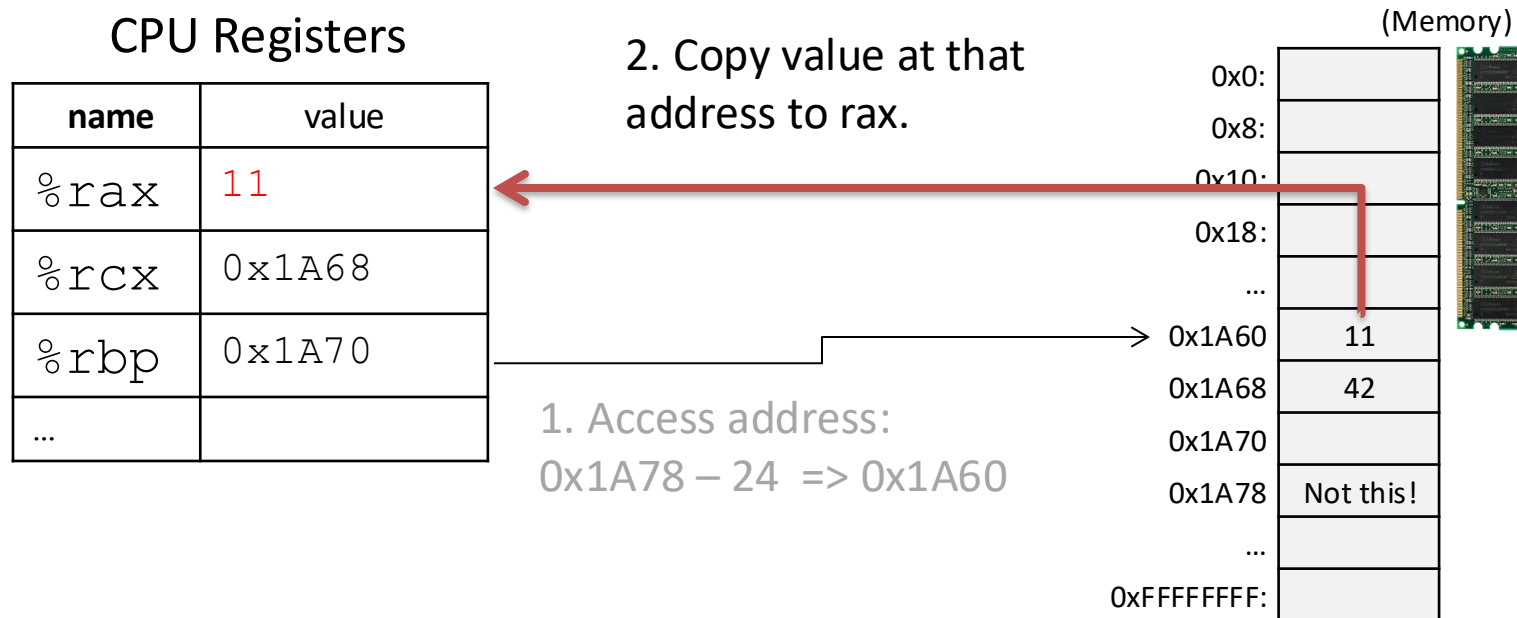 CPU Registers
name value
%rax 11
%rcx 0x1A68
%rbp 0x1A70
…
2. Copy value at that
address to rax.
1. Access address:
0x1A78 – 24 => 0x1A60
(Memory)
0x0:
0x8:
0x10:
0x18:
…
0x1A60 11
0x1A68 42
0x1A70
0x1A78 Not this!
…
0xFFFFFFFF: